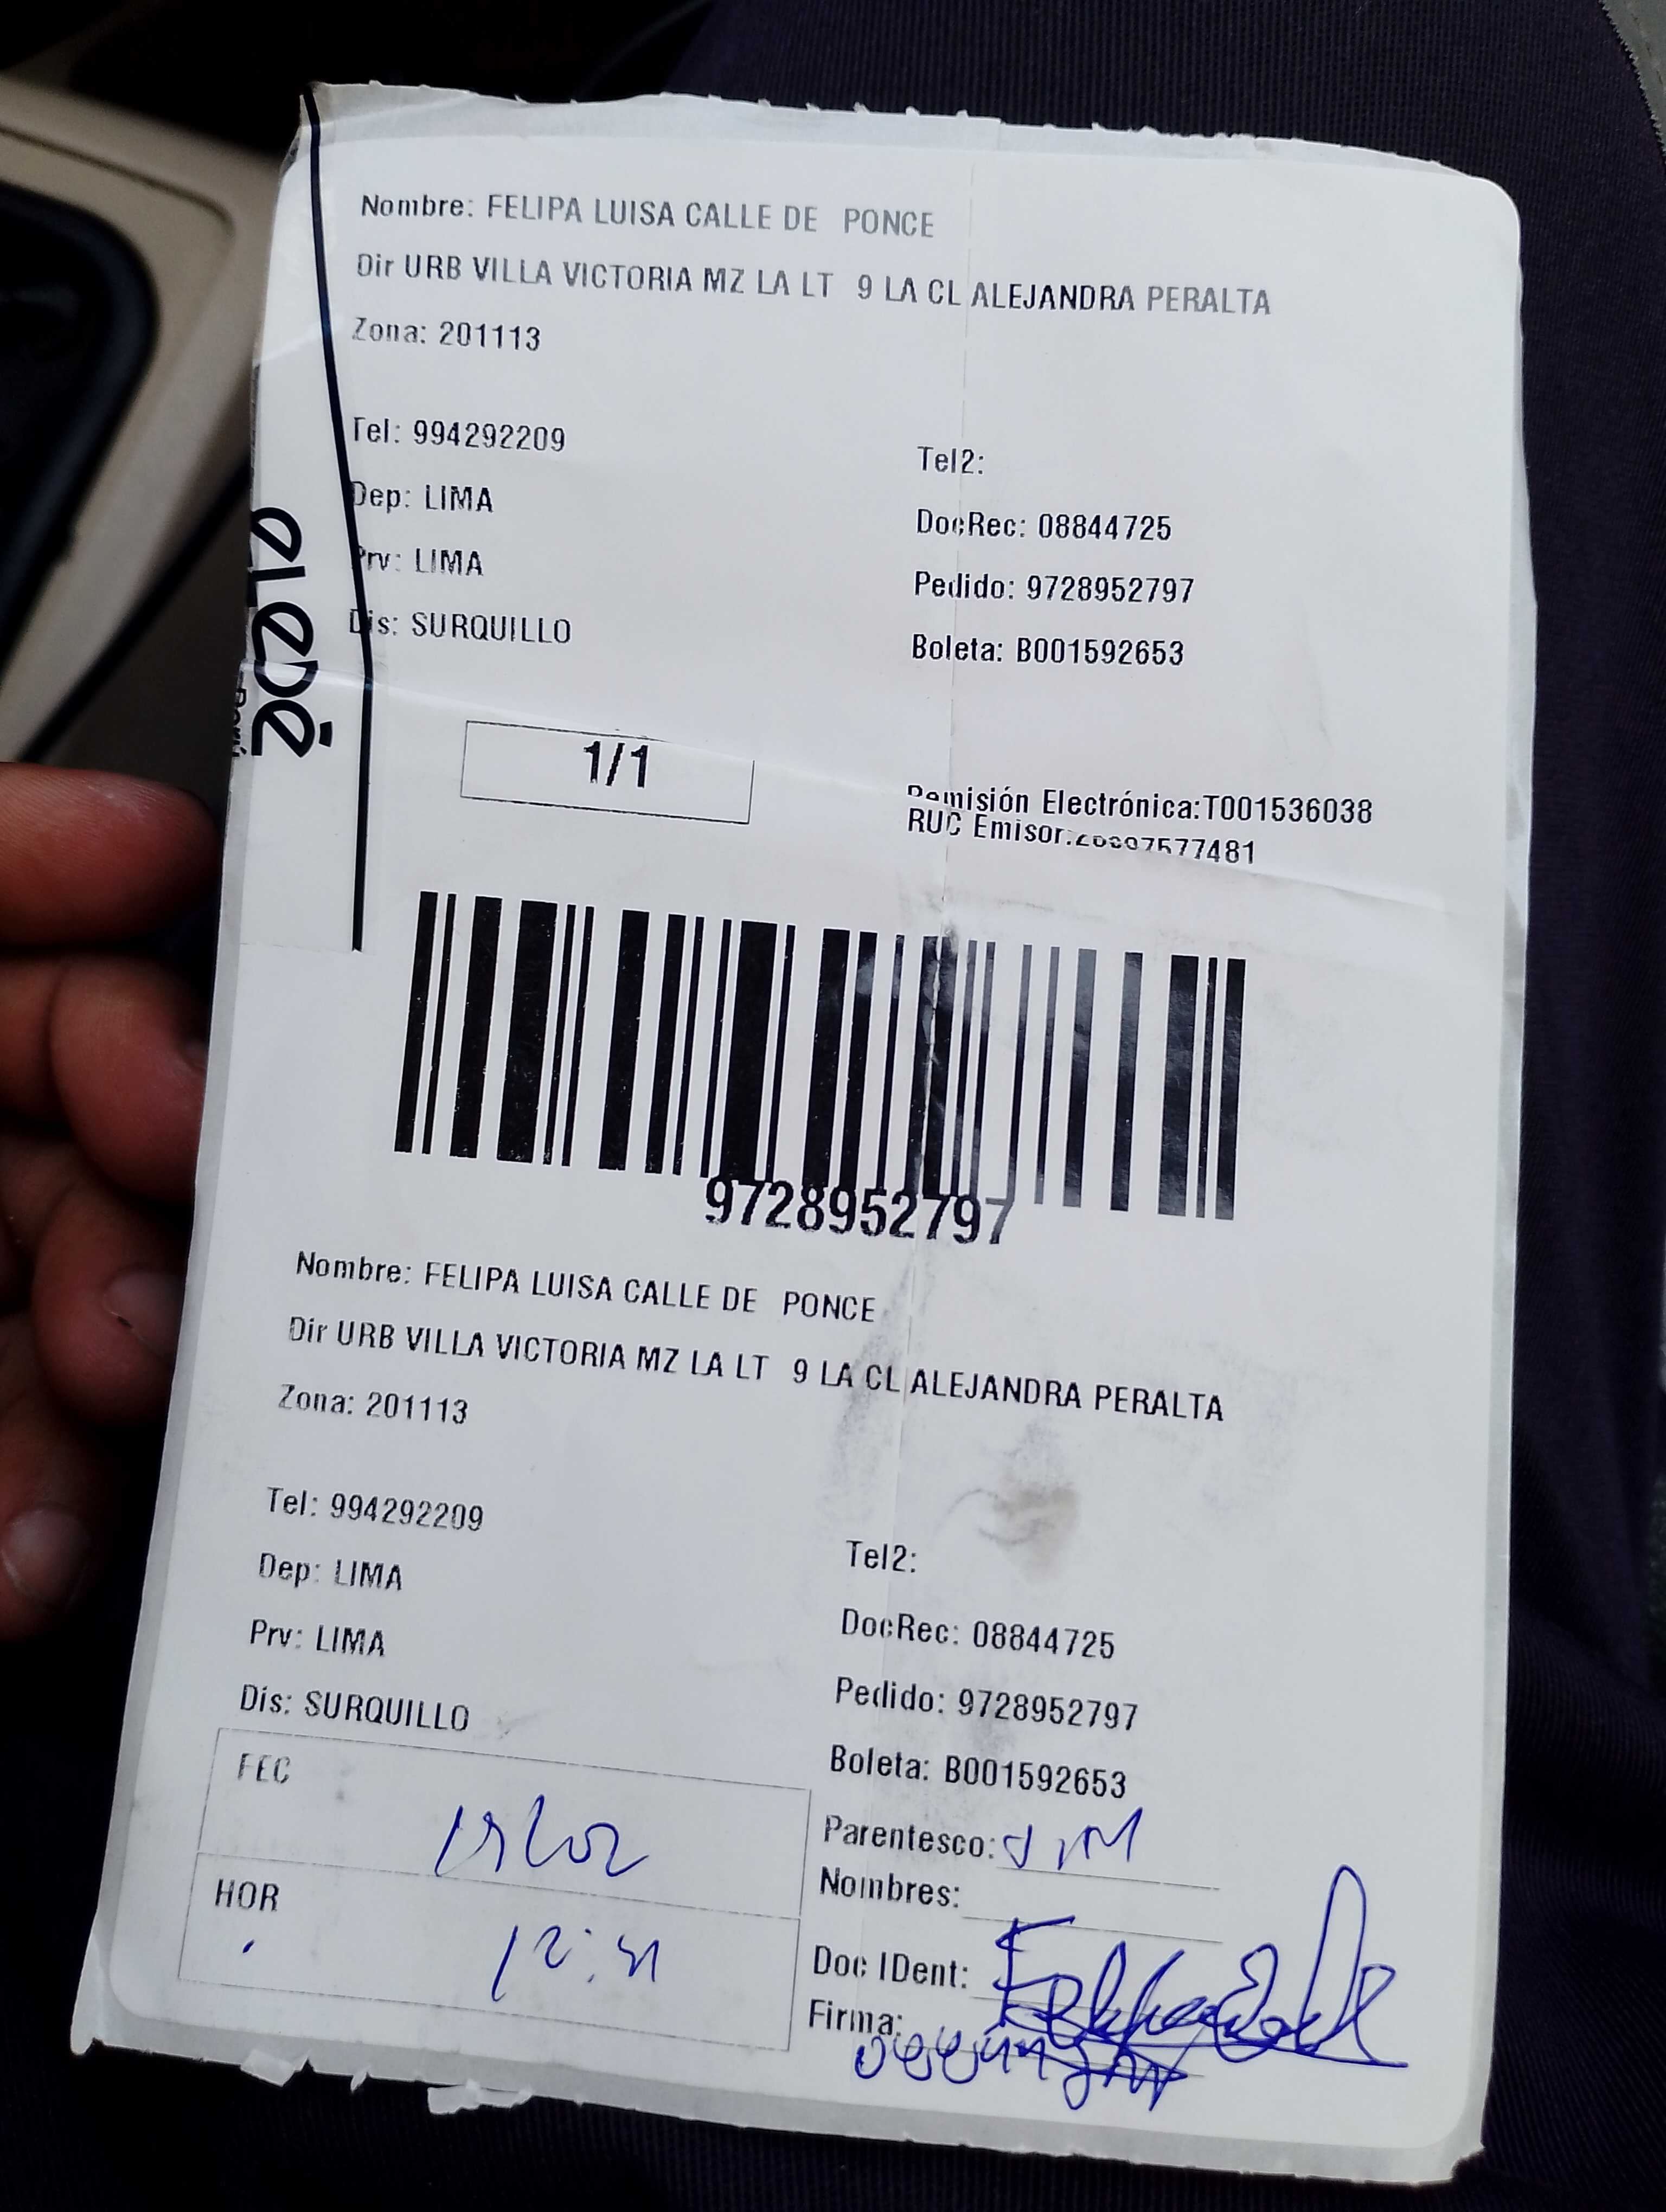 Nombre: FELIPA LUISA CALLE DE PONCE
Dir URB VILLA VICTORIA MZ LA LT 9 LA CL ALEJANDRA PERALTA
Zona: 201113
Tel: 994292209
Tel2:
Dep: LIMA
DocRec: 08844725
Prv: LIMA
Pedido: 9728952797
Dis: SURQUILLO
Boleta: B001592653
1/1
Remisión Electrónica:T001536038
RUC Emisor: 7577481
9728952797
Nombre: FELIPA LUISA CALLE DE PONCE
Dir URB VILLA VICTORIA MZ LA LT 9 LA CL ALEJANDRA PERALTA
Zona: 201113
Tel: 994292209
Tel2:
Dep: LIMA
DocRec: 08844725
Prv: LIMA
Pedido: 9728952797
Dis: SURQUILLO
Boleta: B001592653
FEC
Parentesco:
Nombres:
HOR
Doc IDent:
Firma: